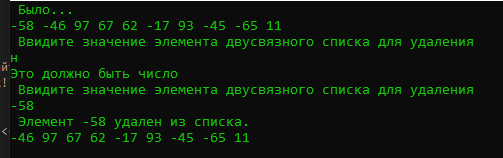 Было...
-58 -46 97 67 62 -17 93 -45 -65 11
Ввидите значение элемента двусвязного списка для удаления
н
Это должно быть число
Ввидите значение элемента двусвязного списка для удаления
-58
Элемент -58 удален из списка.
-46 97 67 62 -17 93 -45 -65 11